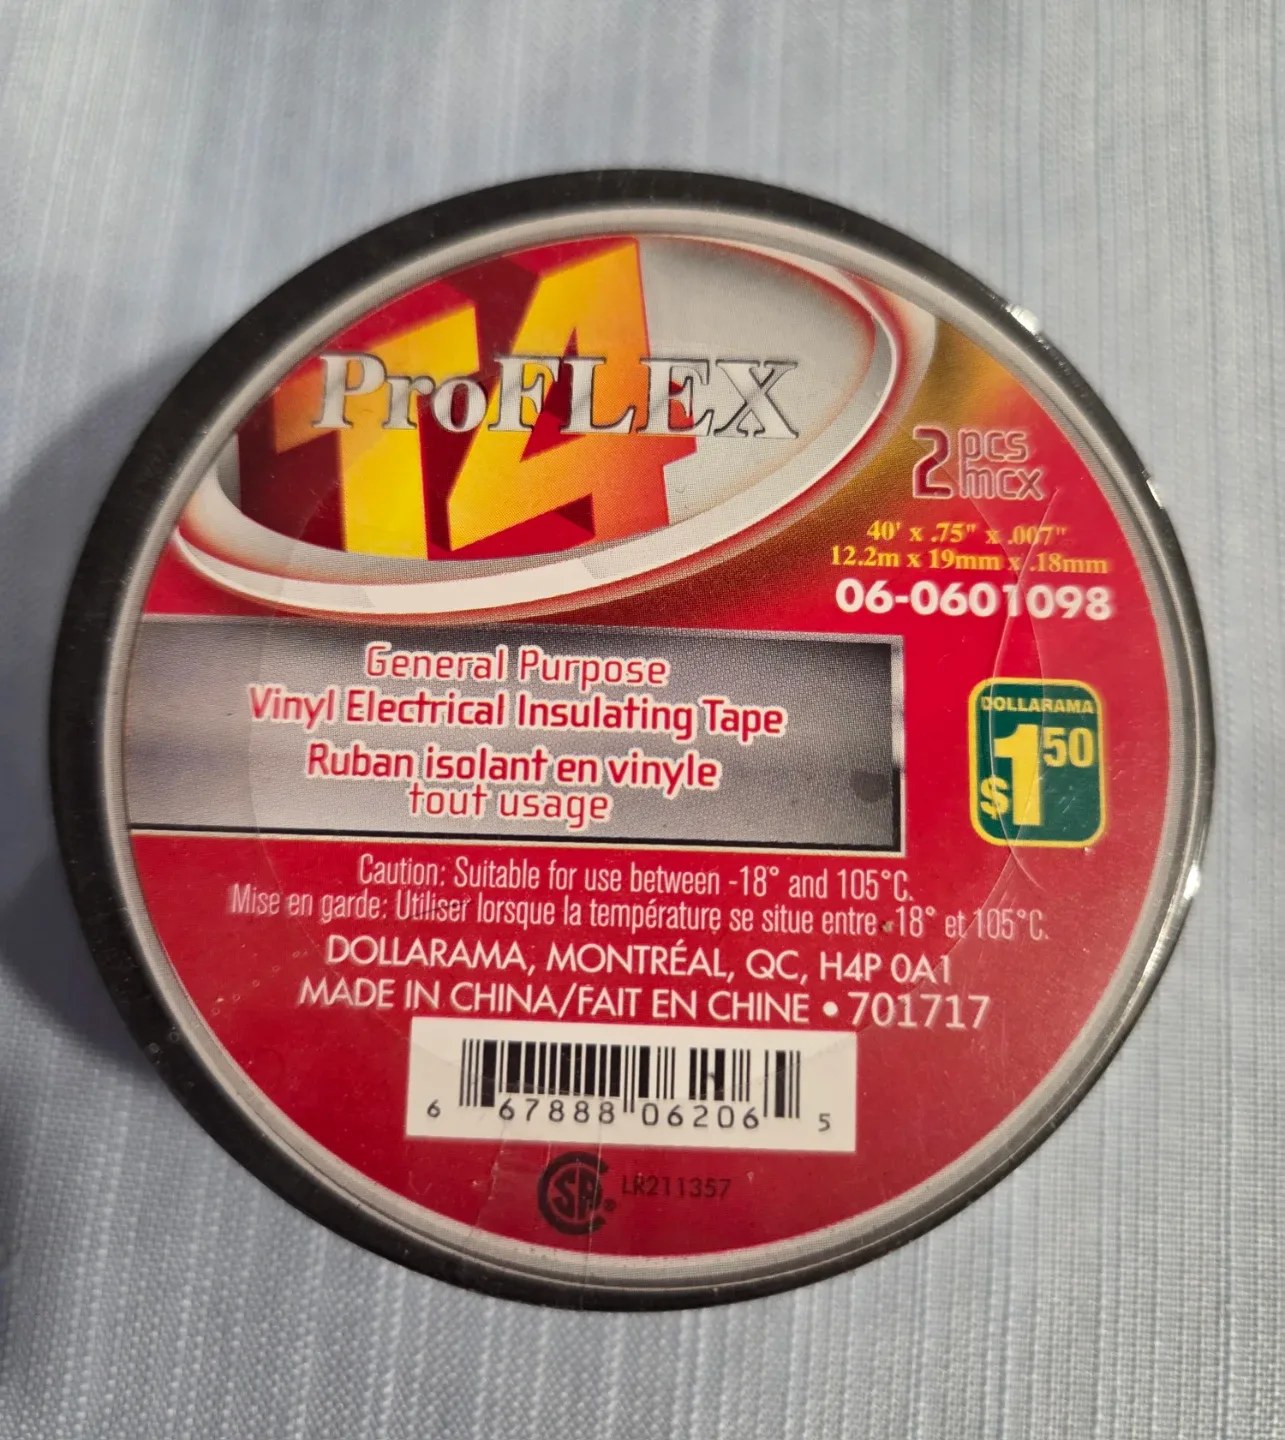 14
ProFLEX
2 pcs
mcx
40' x .75" x .007"
12.2m x 19mm x .18mm
06-0601098
General Purpose
Vinyl Electrical Insulating Tape
Ruban isolant en vinyle
tout usage
DOLLARAMA
$1.50
Caution: Suitable for use between -18° and 105°C.
Mise en garde: Utiliser lorsque la température se situe entre -18° et 105°C.
DOLLARAMA, MONTRÉAL, QC, H4P 0A1
MADE IN CHINA/FAIT EN CHINE • 701717
6 67888 06206 5
CSA® LR211357